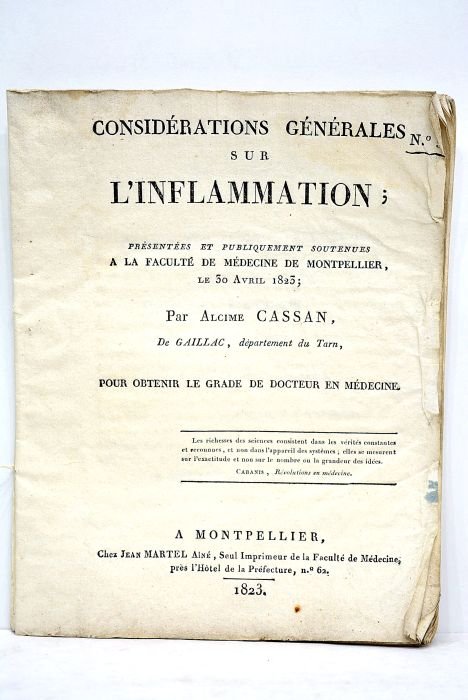 CONSIDÉRATIONS GÉNÉRALES
N.º
SUR
L'INFLAMMATION ;
PRÉSENTÉES ET PUBLIQUEMENT SOUTENUES
A LA FACULTÉ DE MÉDECINE DE MONTPELLIER,
LE 30 AVRIL 1823 ;
PAR ALCIME CASSAN,
De GAILLAC, département du Tarn,
POUR OBTENIR LE GRADE DE DOCTEUR EN MÉDECINE.
Les richesses des sciences consistent dans les vérités constantes
et reconnues, et non dans l'appareil des systèmes ; elles se mesurent
sur l'exactitude et non sur le nombre ou la grandeur des idées.
CABANIS, Révolutions en médecine.
A MONTPELLIER,
Chez JEAN MARTEL AÎNÉ, Seul Imprimeur de la Faculté de Médecine,
près l'Hôtel de la Préfecture, n.º 62.
1823.